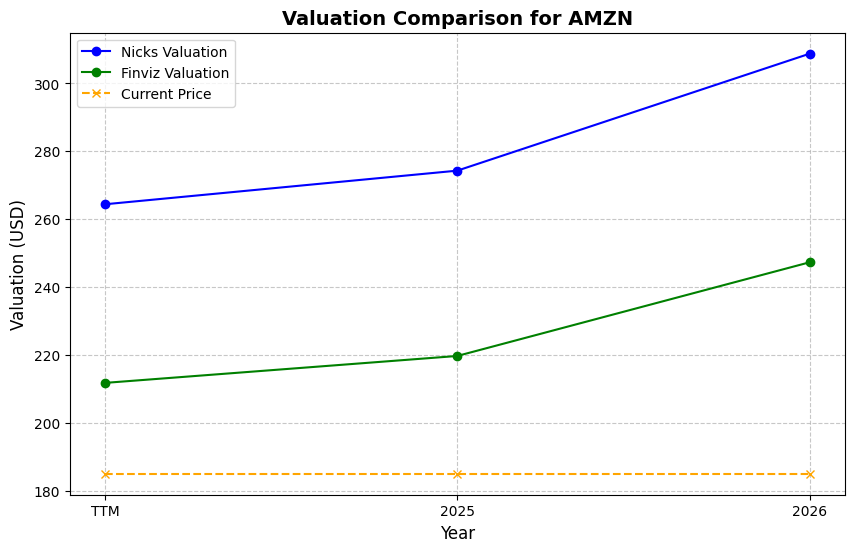 Valuation Comparison for AMZN
Nicks Valuation
Finviz Valuation
Current Price
Valuation (USD)
300
280
260
240
220
200
180
TTM
2025
2026
Year